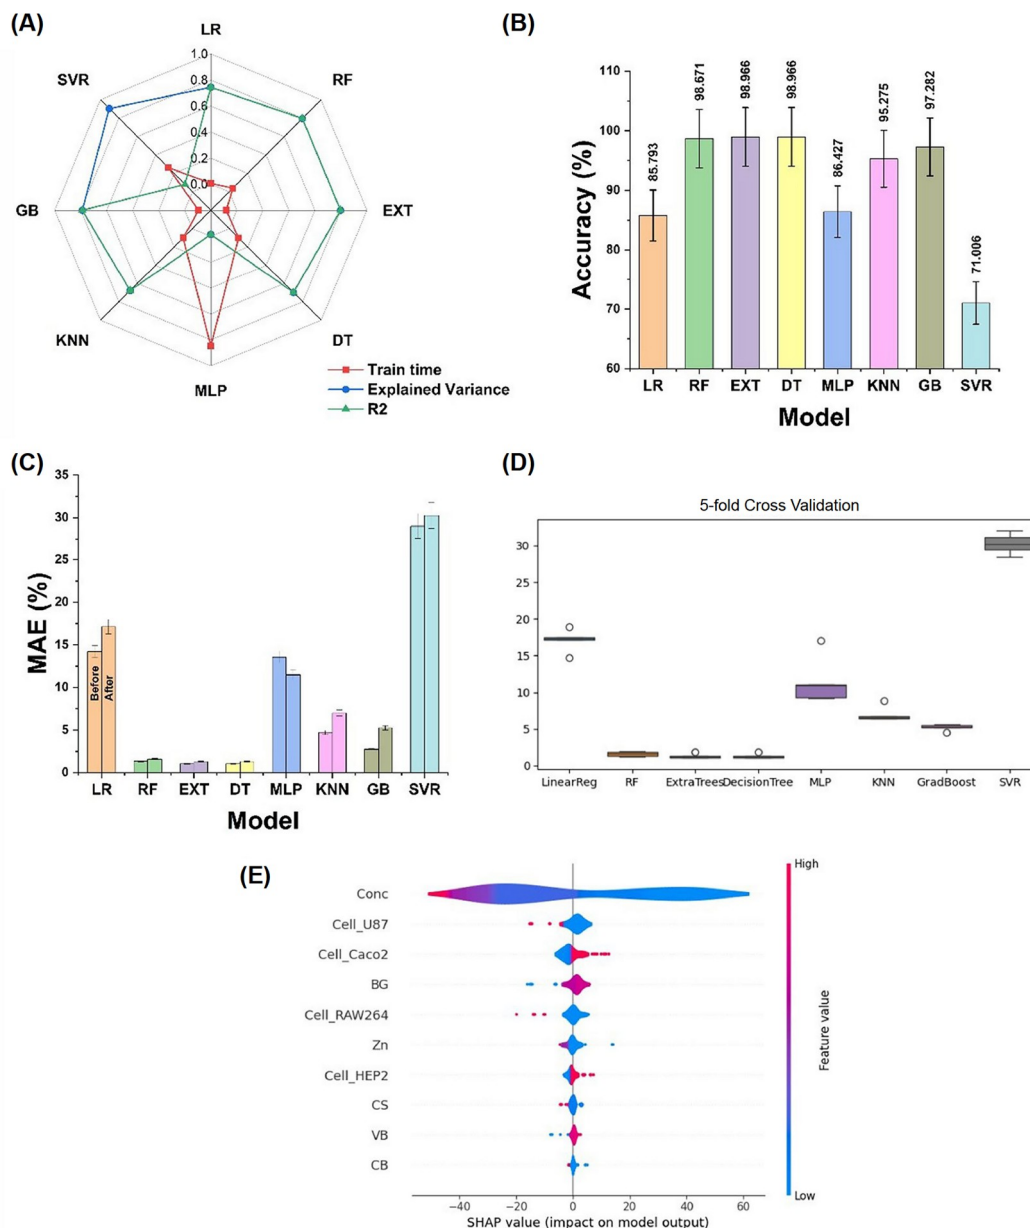 (A)
LR
RF
EXT
DT
MLP
KNN
GB
SVR
1.0
0.8
0.6
0.4
0.2
0.0
Train time
Explained Variance
R2
(B)
Accuracy (%)
110
100
90
80
70
60
85.793
98.671
98.966
98.966
86.427
95.275
97.282
71.006
LR RF EXT DT MLP KNN GB SVR
Model
(C)
MAE (%)
35
30
25
20
15
10
5
0
Before
After
LR RF EXT DT MLP KNN GB SVR
Model
(D)
5-fold Cross Validation
30
25
20
15
10
5
0
LinearReg RF ExtraTrees DecisionTree MLP KNN GradBoost SVR
(E)
Conc
Cell_U87
Cell_Caco2
BG
Cell_RAW264
Zn
Cell_HEP2
CS
VB
CB
−40 −20 0 20 40 60
SHAP value (impact on model output)
High
Feature value
Low